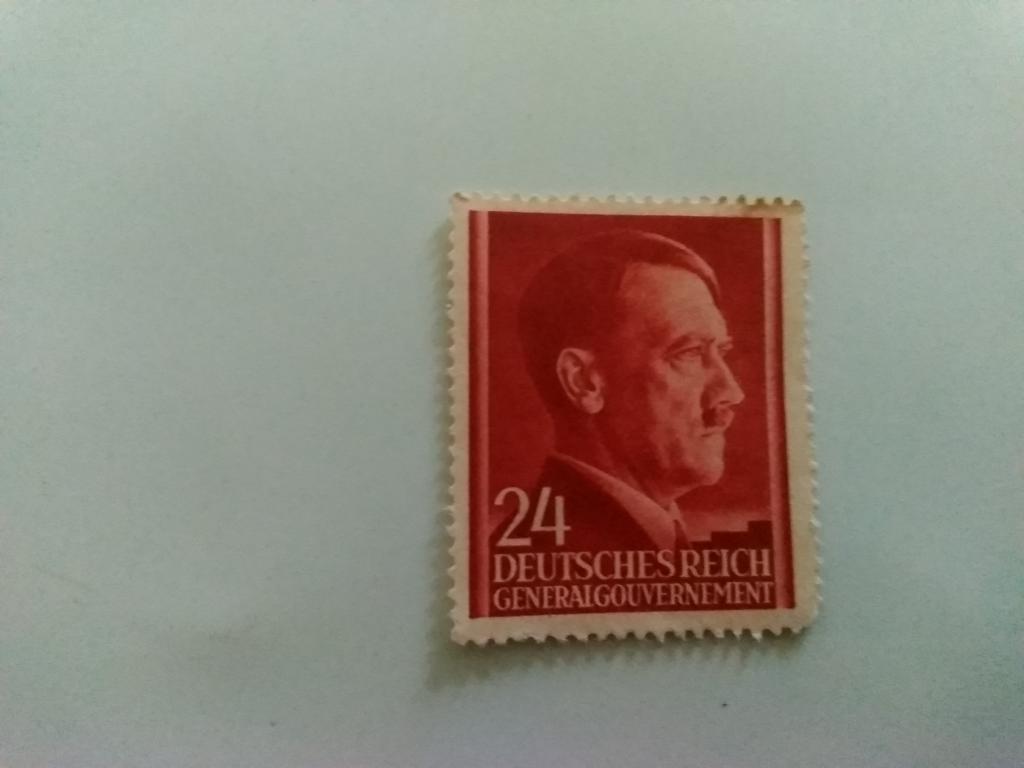 24
DEUTSCHES REICH
GENERALGOUVERNEMENT